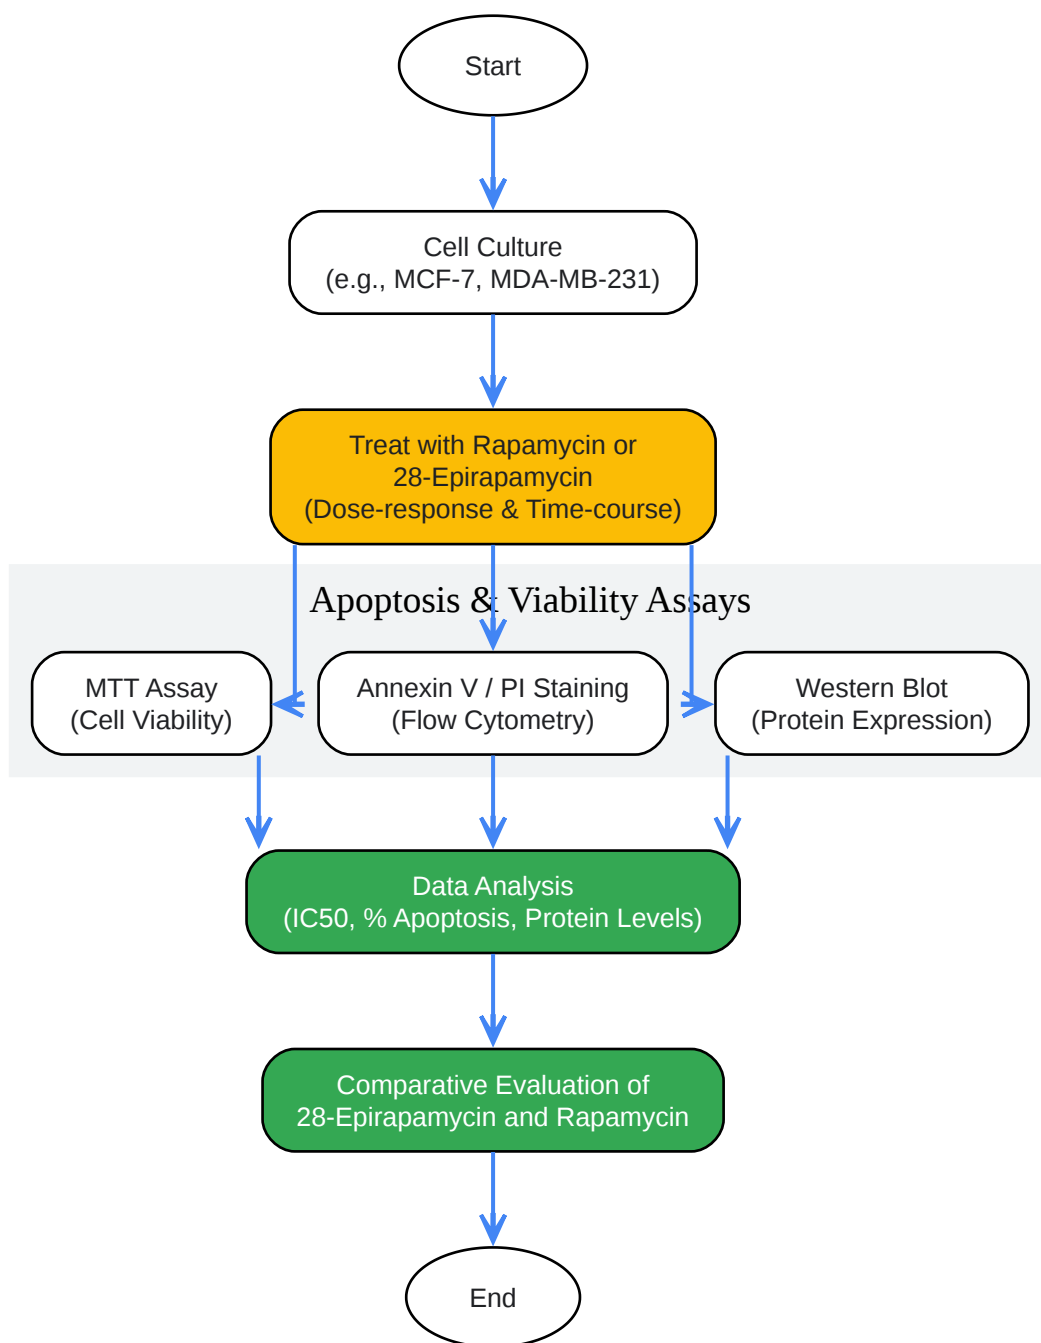 Start
Cell Culture
(e.g., MCF-7, MDA-MB-231)
Treat with Rapamycin or
28-Epirapamycin
(Dose-response & Time-course)
Apoptosis & Viability Assays
MTT Assay
(Cell Viability)
Annexin V / PI Staining
(Flow Cytometry)
Western Blot
(Protein Expression)
Data Analysis
(IC50, % Apoptosis, Protein Levels)
Comparative Evaluation of
28-Epirapamycin and Rapamycin
End